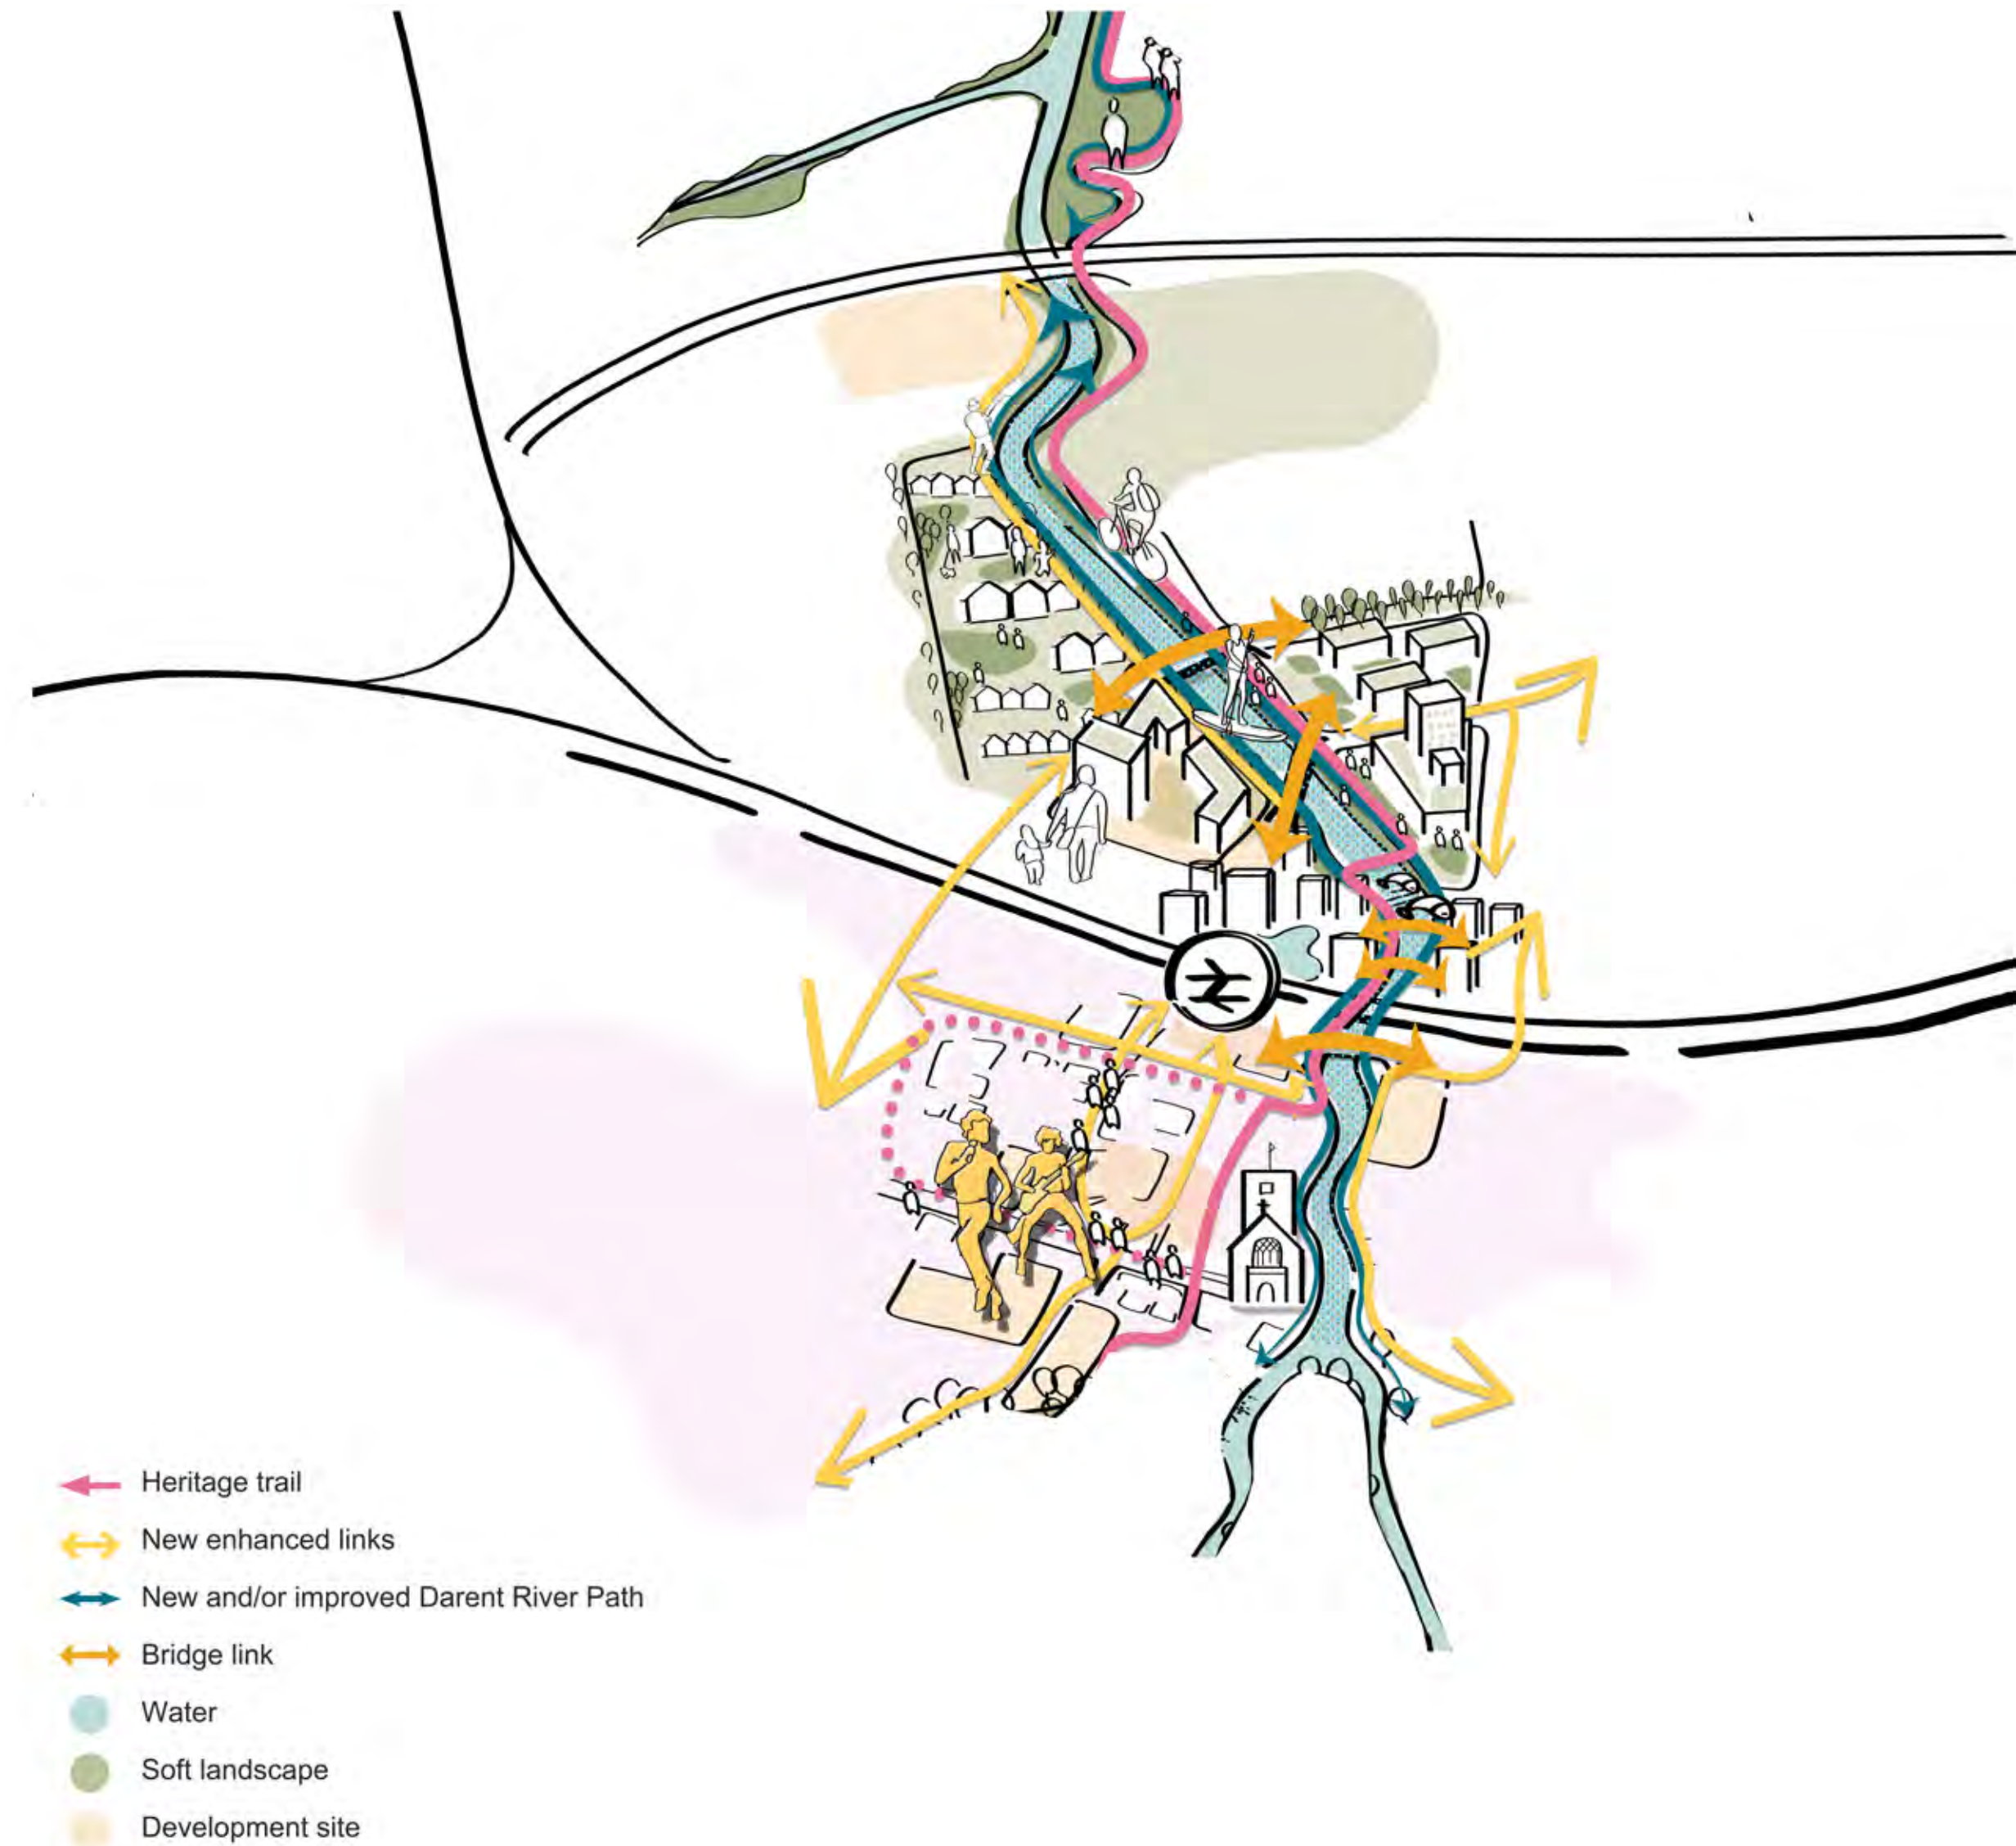 Heritage trail
New enhanced links
New and/or improved Darent River Path
Bridge link
Water
Soft landscape
Development site